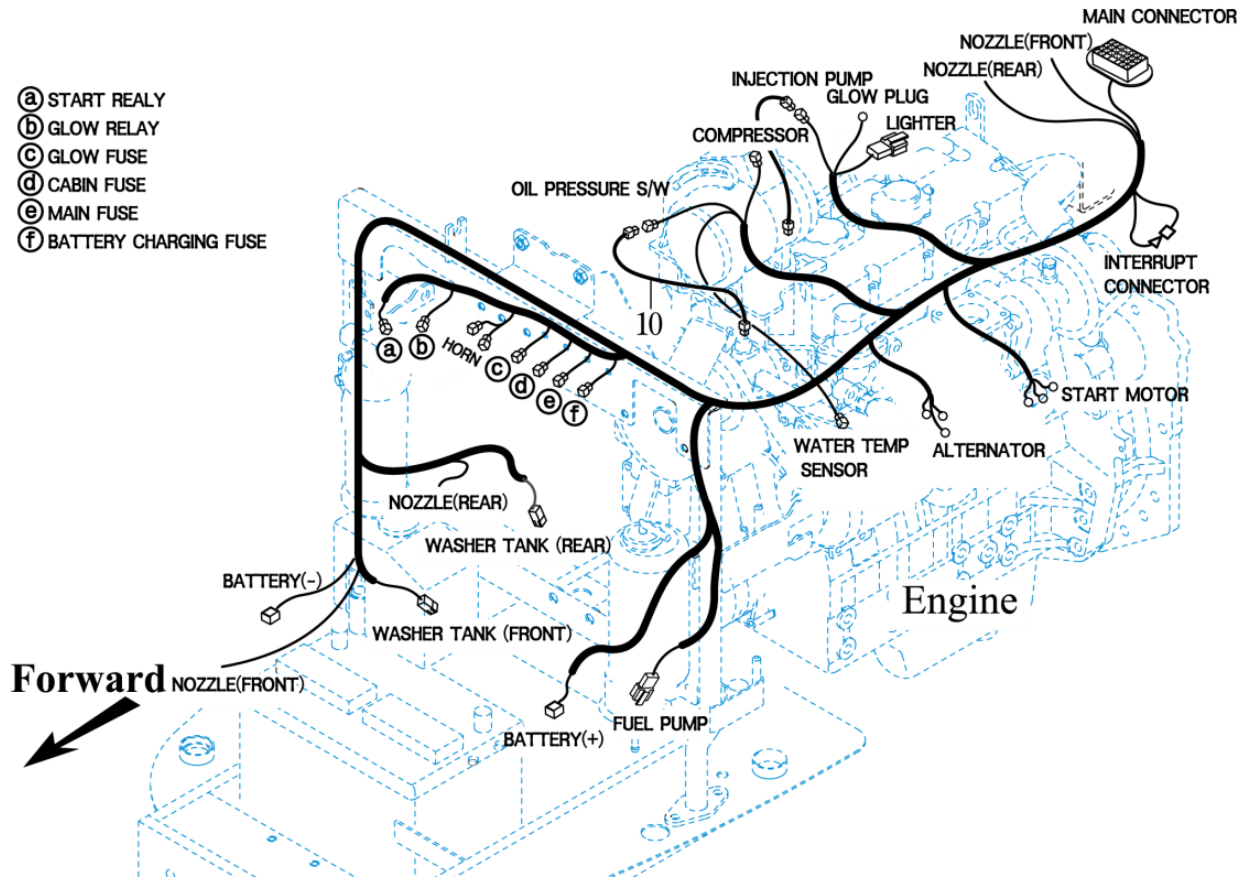 MAIN CONNECTOR
NOZZLE(FRONT)
NOZZLE(REAR)
INJECTION PUMP
GLOW PLUG
LIGHTER
COMPRESSOR
ⓐ START REALY
ⓑ GLOW RELAY
ⓒ GLOW FUSE
ⓓ CABIN FUSE
ⓔ MAIN FUSE
ⓕ BATTERY CHARGING FUSE
OIL PRESSURE S/W
INTERRUPT
CONNECTOR
10
ⓐ ⓑ HORN ⓒ ⓓ ⓔ ⓕ
START MOTOR
ALTERNATOR
WATER TEMP
SENSOR
NOZZLE(REAR)
WASHER TANK (REAR)
BATTERY(-)
WASHER TANK (FRONT)
Engine
Forward
NOZZLE(FRONT)
FUEL PUMP
BATTERY(+)